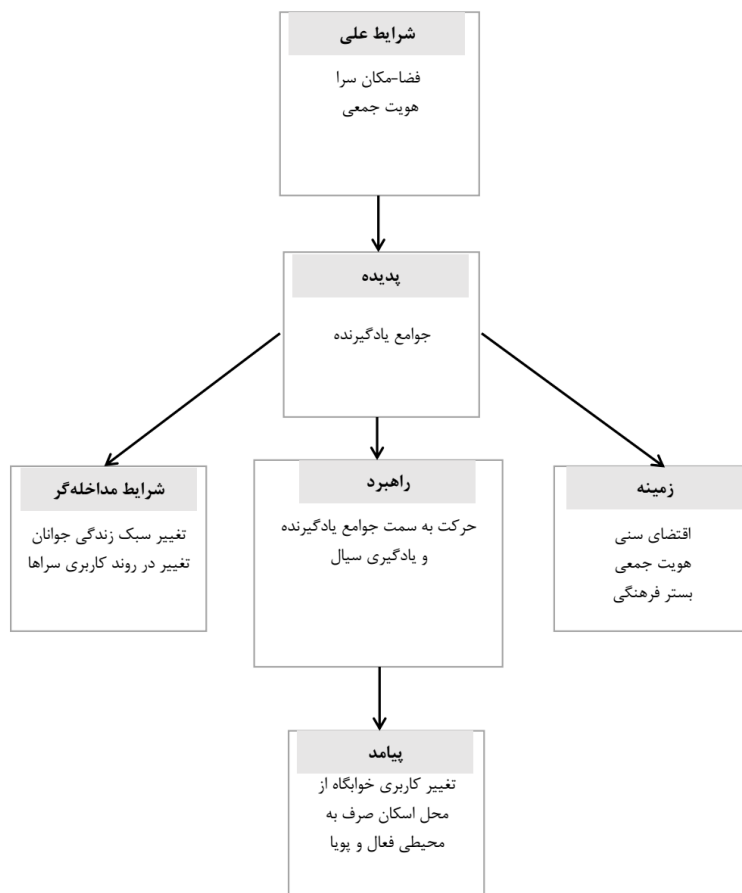 شرایط علی
فضا-مکان سرا
هویت جمعی
پدیده
جوامع یادگیرنده
زمینه
اقتضای سنی
هویت جمعی
بستر فرهنگی
راهبرد
حرکت به سمت جوامع یادگیرنده
و یادگیری سیال
شرایط مداخله‌گر
تغییر سبک زندگی جوانان
تغییر در روند کاربری سراها
پیامد
تغییر کاربری خوابگاه از
محل اسکان صرف به
محیطی فعال و پویا